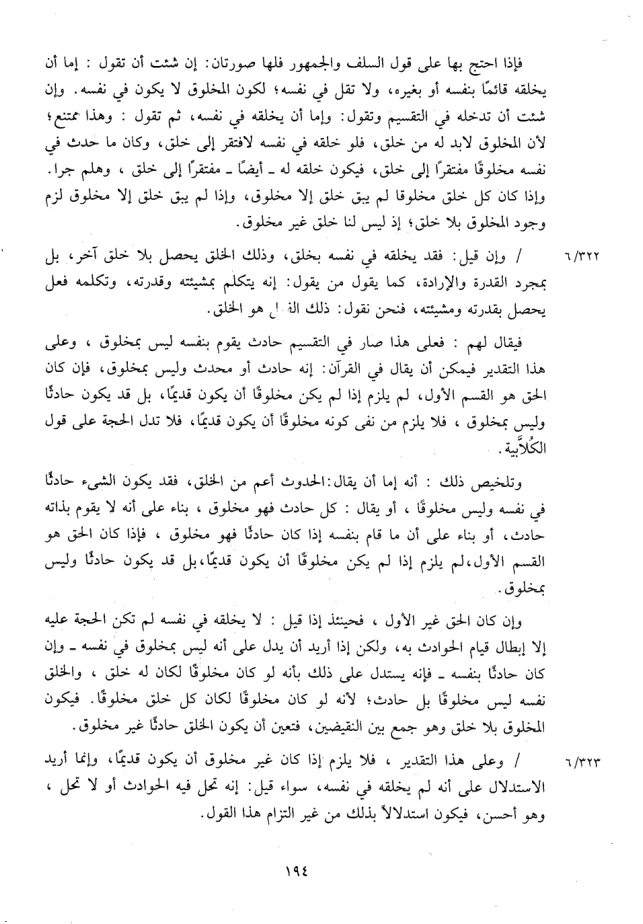 فإذا احتج بها على قول السلف والجمهور فلها صورتان: إن شئت أن تقول : إما أن
يخلقه قائمًا بنفسه أو بغيره، ولا تقل في نفسه؛ لكون المخلوق لا يكون في نفسه. وإن
شئت أن تدخله في التقسيم وتقول: وإما أن يخلقه في نفسه، ثم تقول : وهذا ممتنع؛
لأن المخلوق لابد له من خلق، فلو خلقه في نفسه لافتقر إلى خلق، وكان ما حدث في
نفسه مخلوقًا مفتقرًا إلى خلق، فيكون خلقه له ـ أيضًا ـ مفتقرًا إلى خلق، وهلم جرا.
وإذا كان كل خلق مخلوقا لم يبق خلق إلا مخلوق، وإذا لم يبق خلق إلا مخلوق لزم
وجود المخلوق بلا خلق؛ إذ ليس لنا خلق غير مخلوق.
٦/٣٢٢ / وإن قيل: فقد يخلقه في نفسه بخلق، وذلك الخلق يحصل بلا خلق آخر، بل
بمجرد القدرة والإرادة، كما يقول من يقول: إنه يتكلم بمشيئته وقدرته، وتكلمه فعل
يحصل بقدرته ومشيئته، فنحن نقول: ذلك هو الخلق.
فيقال لهم : فعلى هذا صار في التقسيم حادث يقوم بنفسه ليس بمخلوق ، وعلى
هذا التقدير فيمكن أن يقال في القرآن: إنه حادث أو محدث وليس بمخلوق، فإن كان
الحق هو القسم الأول، لم يلزم إذا لم يكن مخلوقًا أن يكون قديمًا، بل قد يكون حادثًا
وليس بمخلوق ، فلا يلزم من نفى كونه مخلوقًا أن يكون قديمًا، فلا تدل الحجة على قول
الكُلاَّبية.
وتلخيص ذلك : أنه إما أن يقال:الحدوث أعم من الخلق، فقد يكون الشىء حادثًا
في نفسه وليس مخلوقًا ، أو يقال : كل حادث فهو مخلوق ، بناء على أنه لا يقوم بذاته
حادث، أو بناء على أن ما قام بنفسه إذا كان حادثًا فهو مخلوق ، فإذا كان الحق هو
القسم الأول،لم يلزم إذا لم يكن مخلوقًا أن يكون قديمًا،بل قد يكون حادثًا وليس
بمخلوق.
وإن كان الحق غير الأول ، فحينئذ إذا قيل : لا يخلقه في نفسه لم تكن الحجة عليه
إلا إبطال قيام الحوادث به، ولكن إذا أريد أن يدل على أنه ليس بمخلوق في نفسه ـ وإن
كان حادثًا بنفسه ـ فإنه يستدل على ذلك بأنه لو كان مخلوقًا لكان له خلق ، والخلق
نفسه ليس مخلوقًا بل حادث؛ لأنه لو كان مخلوقًا لكان كل خلق مخلوقًا. فيكون
المخلوق بلا خلق وهو جمع بين النقيضين، فتعين أن يكون الخلق حادثًا غير مخلوق.
٦/٣٢٣ / وعلى هذا التقدير ، فلا يلزم إذا كان غير مخلوق أن يكون قديمًا، وإنما أريد
الاستدلال على أنه لم يخلقه في نفسه، سواء قيل: إنه تحل فيه الحوادث أو لا تحل ،
وهو أحسن، فيكون استدلالاً بذلك من غير التزام هذا القول.
١٩٤